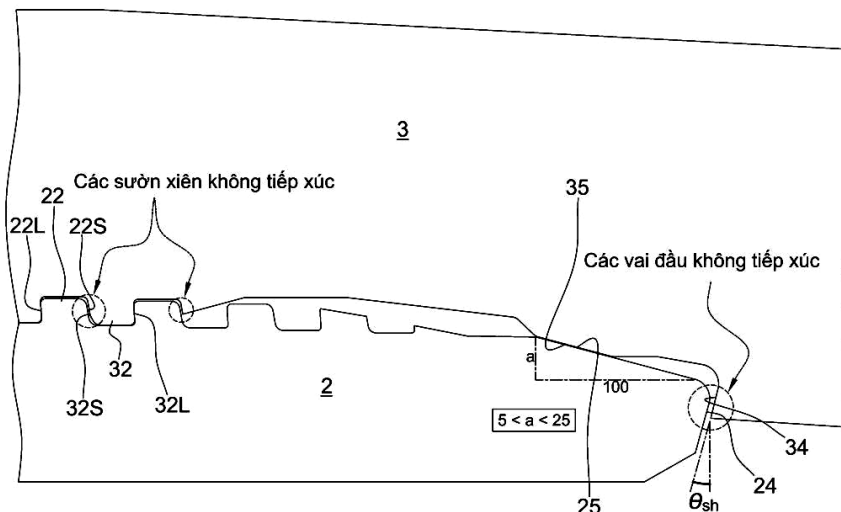 3
Các sườn xiên không tiếp xúc
35
22
22L
22S
Các vai đầu không tiếp xúc
32
a
2
100
32S
32L
5 < a < 25
34
24
25
θsh